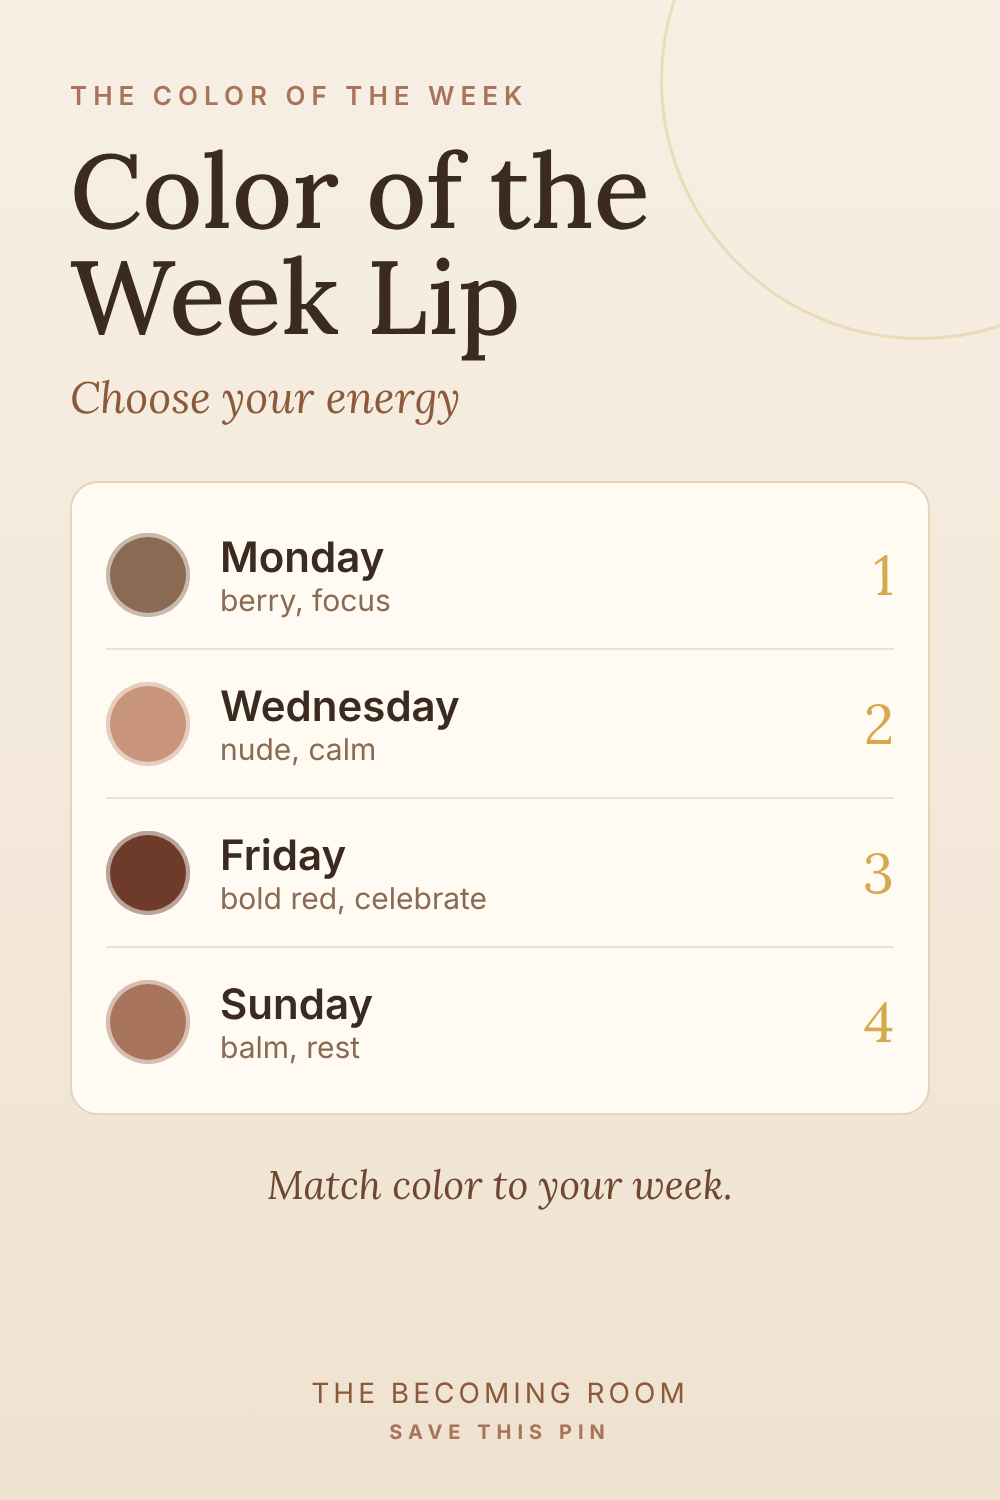 THE COLOR OF THE WEEK
Color of the
Week Lip
Choose your energy
Monday
berry, focus
1
Wednesday
nude, calm
2
Friday
bold red, celebrate
3
Sunday
balm, rest
4
Match color to your week.
THE BECOMING ROOM
SAVE THIS PIN